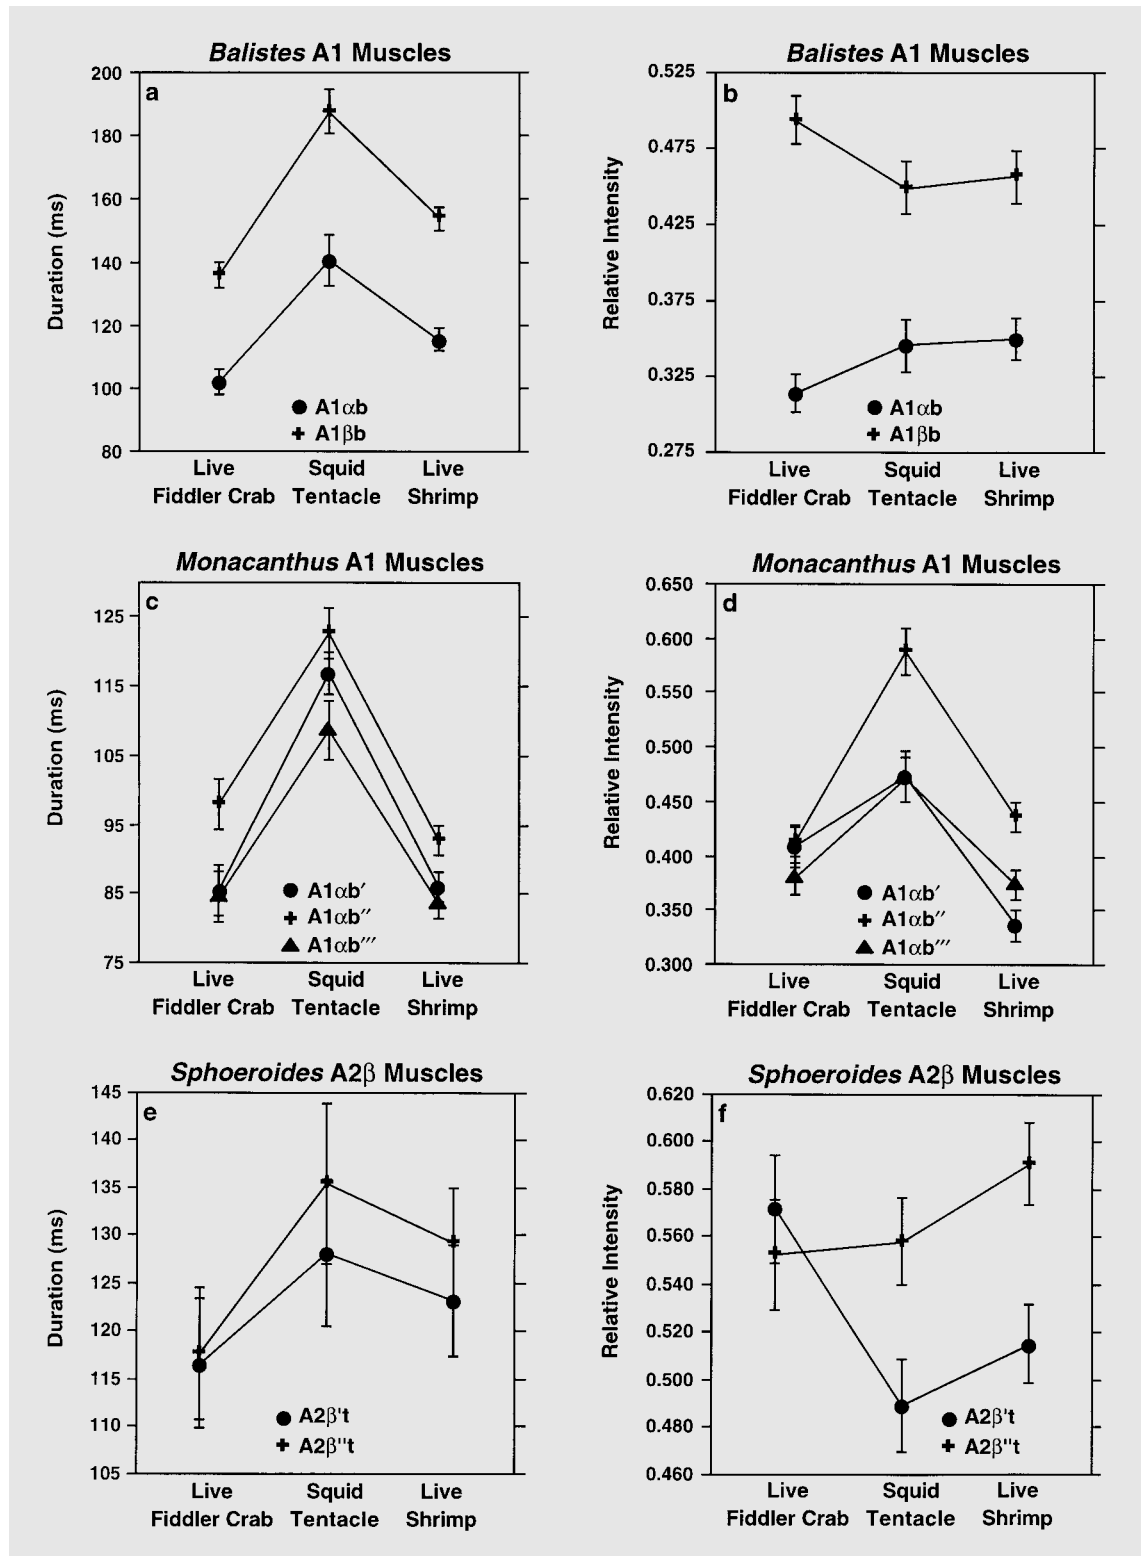 Balistes A1 Muscles
a
Duration (ms)
200
180
160
140
120
100
80
A1αb
A1βb
Live Squid Live
Fiddler Crab Tentacle Shrimp
Balistes A1 Muscles
b
Relative Intensity
0.525
0.475
0.425
0.375
0.325
0.275
A1αb
A1βb
Live Squid Live
Fiddler Crab Tentacle Shrimp
Monacanthus A1 Muscles
c
Duration (ms)
125
115
105
95
85
75
A1αb′
A1αb″
A1αb‴
Live Squid Live
Fiddler Crab Tentacle Shrimp
Monacanthus A1 Muscles
d
Relative Intensity
0.650
0.600
0.550
0.500
0.450
0.400
0.350
0.300
A1αb′
A1αb″
A1αb‴
Live Squid Live
Fiddler Crab Tentacle Shrimp
Sphoeroides A2β Muscles
e
Duration (ms)
145
140
135
130
125
120
115
110
105
A2β't
A2β"t
Live Squid Live
Fiddler Crab Tentacle Shrimp
Sphoeroides A2β Muscles
f
Relative Intensity
0.620
0.600
0.580
0.560
0.540
0.520
0.500
0.480
0.460
A2β't
A2β"t
Live Squid Live
Fiddler Crab Tentacle Shrimp